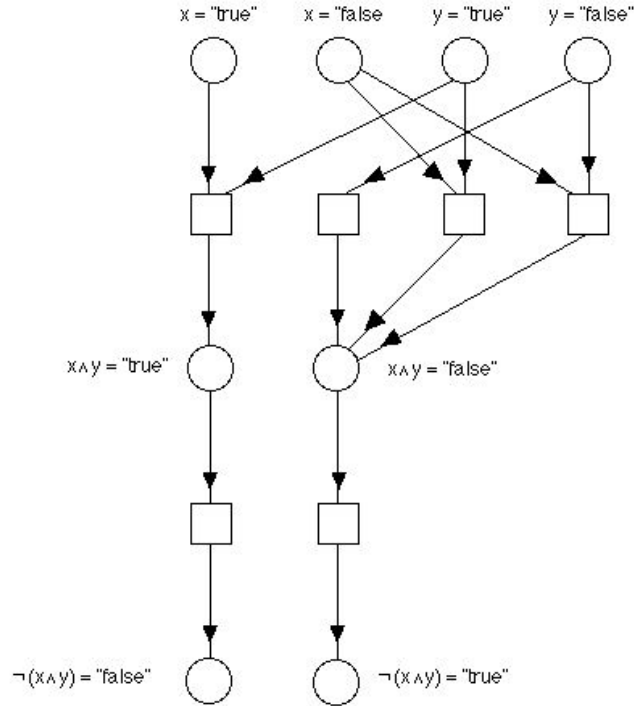 x = "true"
x = "false
y = "true"
y = "false"
x∧y = "true"
x∧y = "false"
¬(x∧y) = "false"
¬(x∧y) = "true"